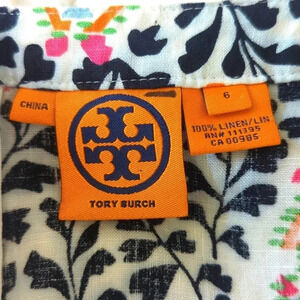 CHINA
TORY BURCH
6
100% LINEN/LIN
RN# 111395
CA 00985